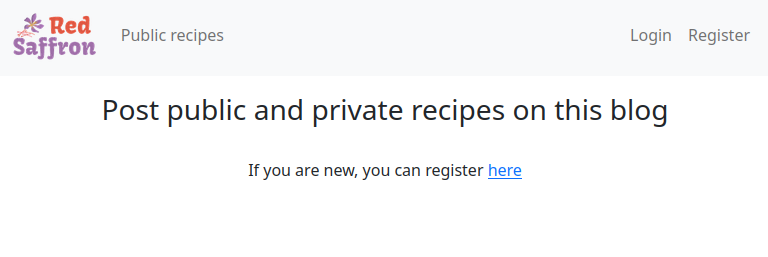 Red
Saffron
Public recipes
Login
Register
Post public and private recipes on this blog
If you are new, you can register here